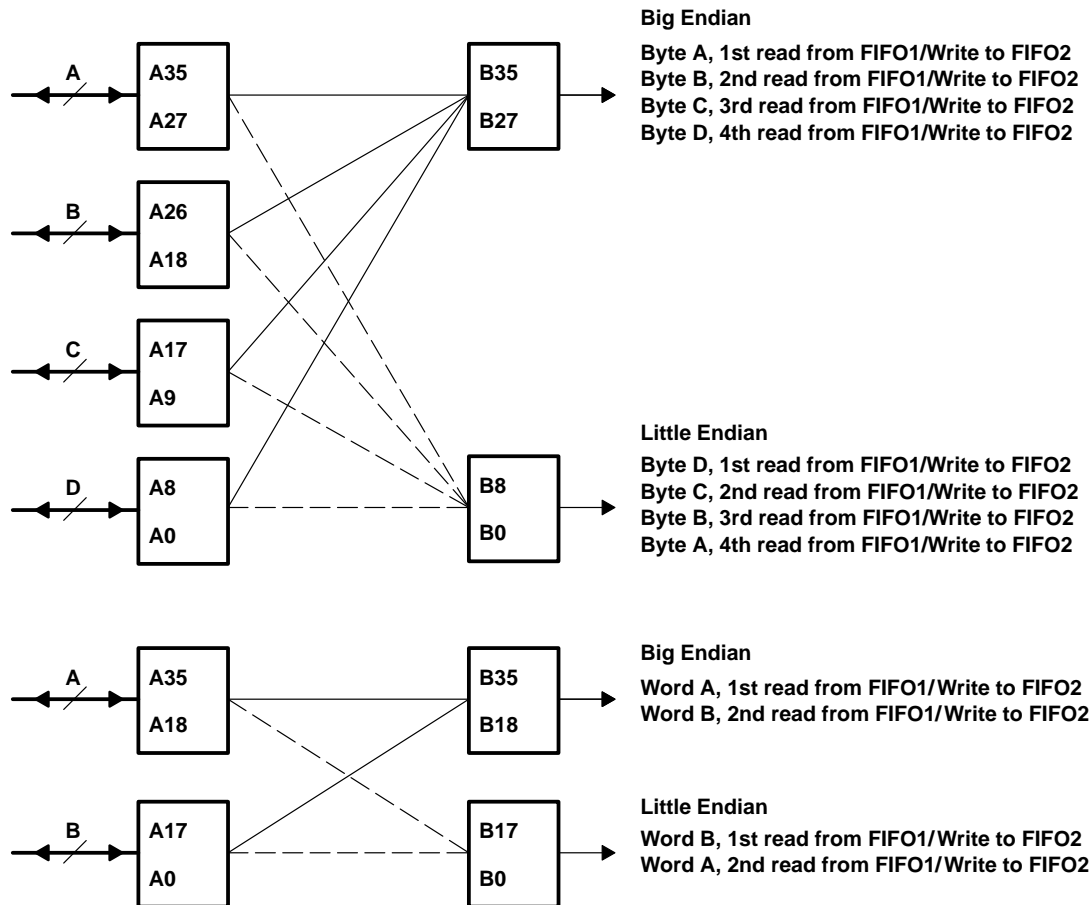 Big Endian
A
A35
A27
B35
B27
Byte A, 1st read from FIFO1/Write to FIFO2
Byte B, 2nd read from FIFO1/Write to FIFO2
Byte C, 3rd read from FIFO1/Write to FIFO2
Byte D, 4th read from FIFO1/Write to FIFO2
B
A26
A18
C
A17
A9
Little Endian
D
A8
A0
B8
B0
Byte D, 1st read from FIFO1/Write to FIFO2
Byte C, 2nd read from FIFO1/Write to FIFO2
Byte B, 3rd read from FIFO1/Write to FIFO2
Byte A, 4th read from FIFO1/Write to FIFO2
Big Endian
A
A35
A18
B35
B18
Word A, 1st read from FIFO1/Write to FIFO2
Word B, 2nd read from FIFO1/Write to FIFO2
Little Endian
B
A17
A0
B17
B0
Word B, 1st read from FIFO1/Write to FIFO2
Word A, 2nd read from FIFO1/Write to FIFO2